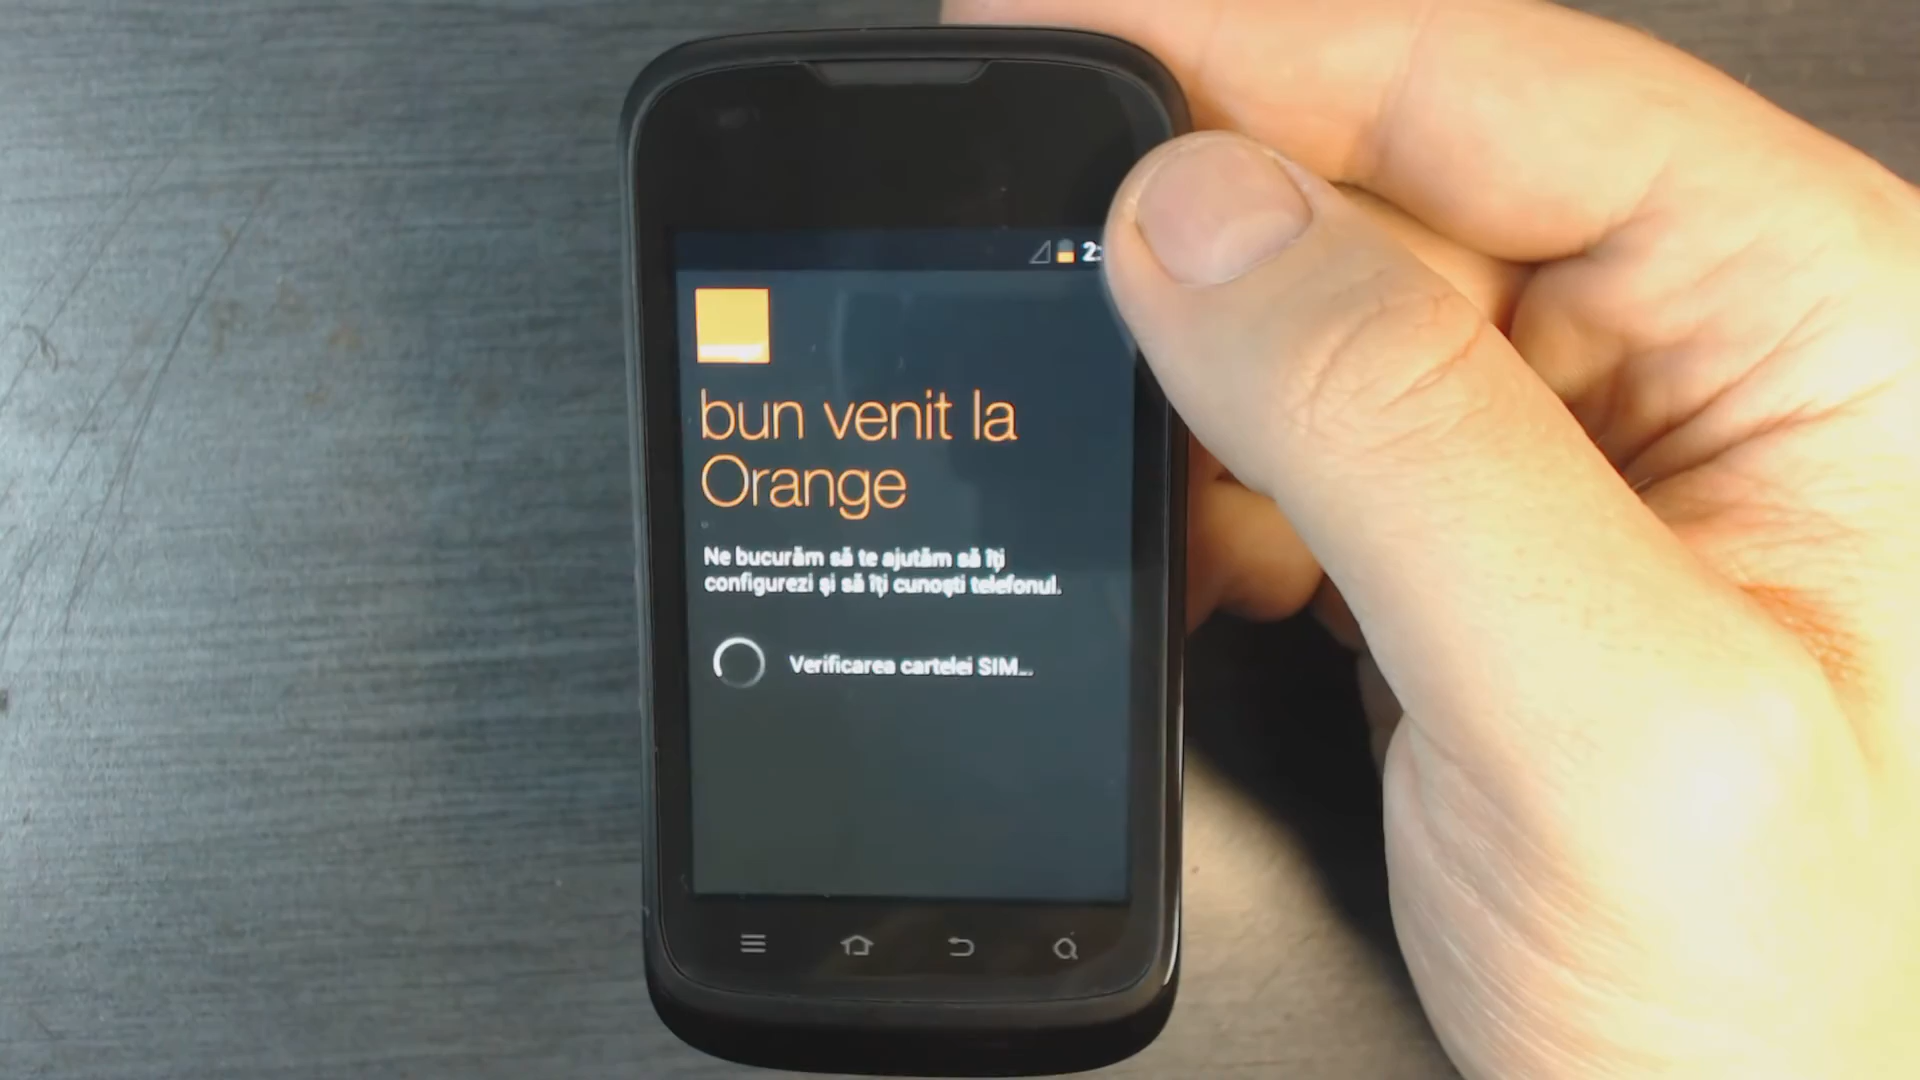 bun venit la
Orange
Ne bucurăm să te ajutăm să îți
configurezi și să îți cunoști telefonul.
Verificarea cartelei SIM...